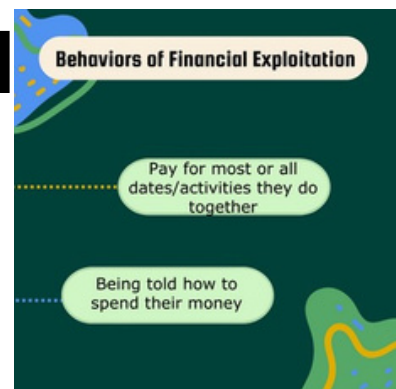 Behaviors of Financial Exploitation
Pay for most or all
dates/activities they do
together
Being told how to
spend their money